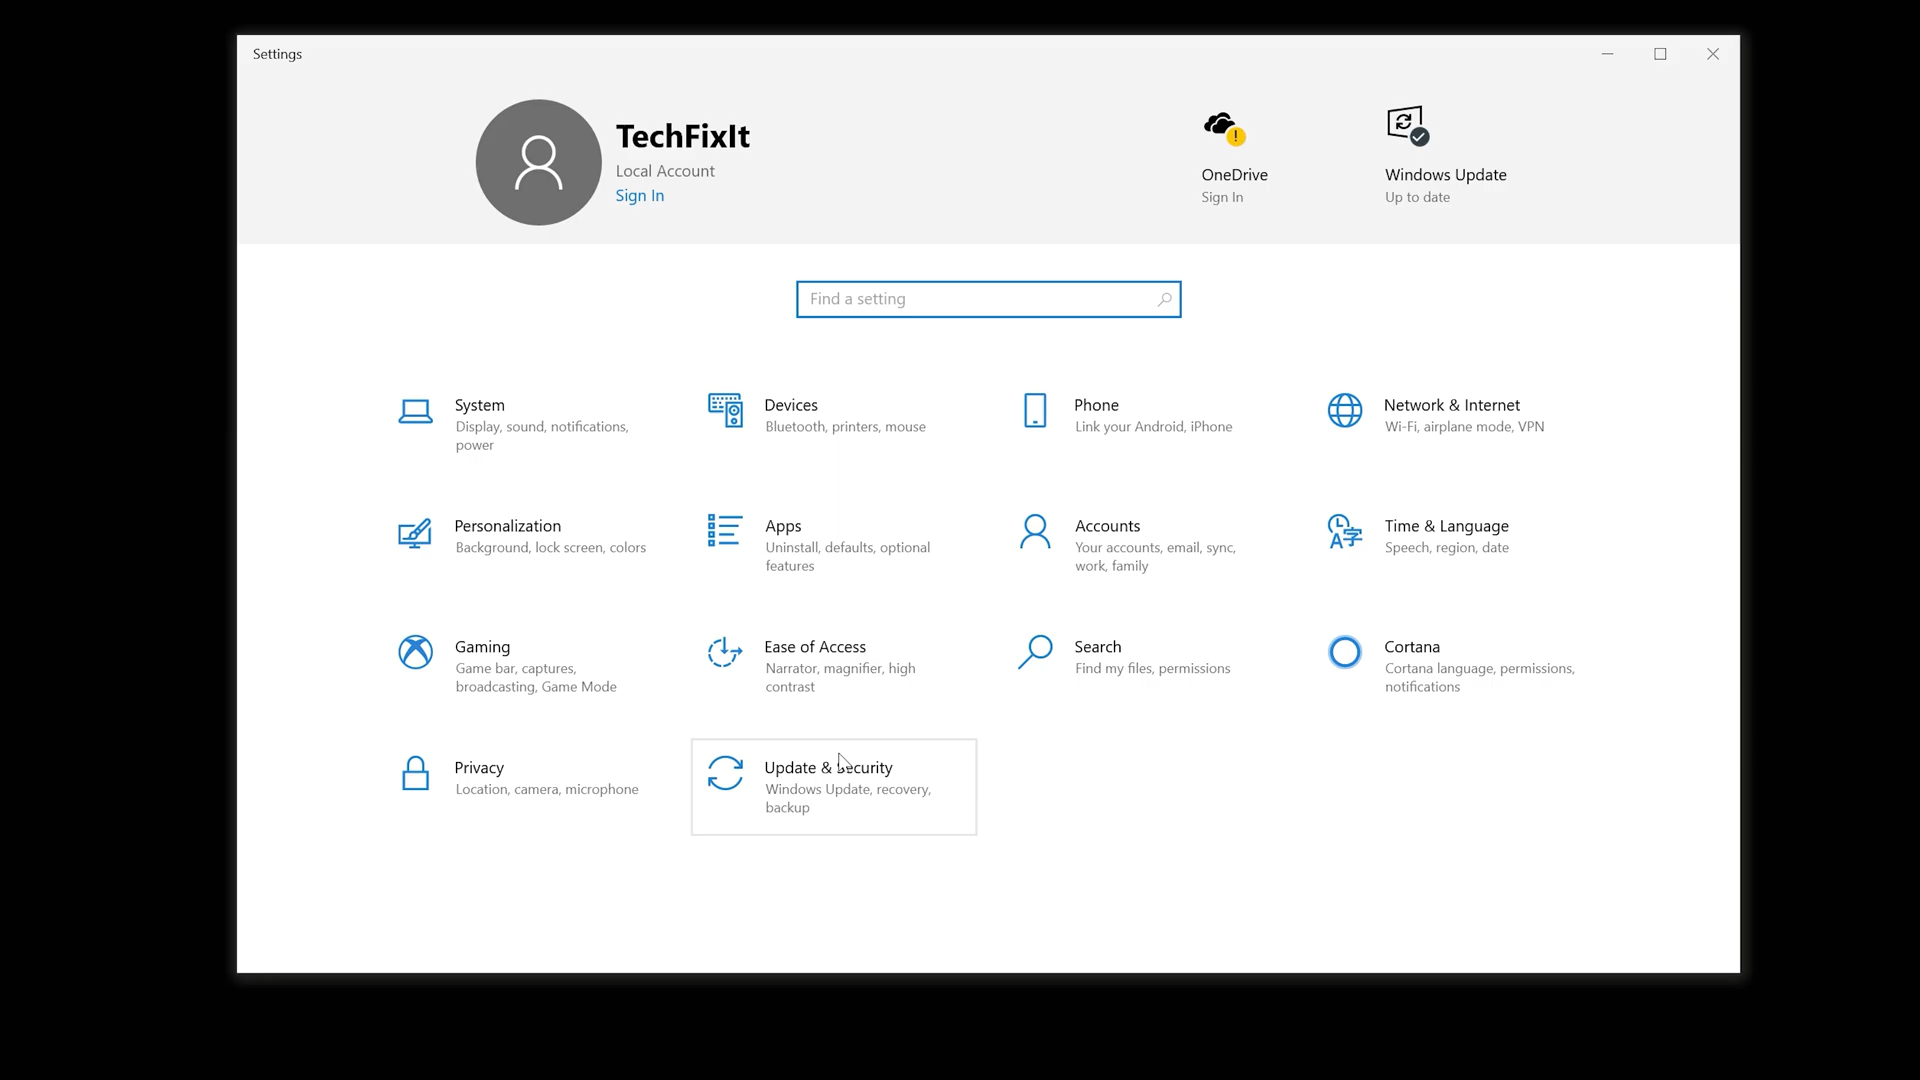 Settings
TechFixIt
Local Account
Sign In
OneDrive
Sign In
Windows Update
Up to date
Find a setting
System
Display, sound, notifications,
power
Devices
Bluetooth, printers, mouse
Phone
Link your Android, iPhone
Network & Internet
Wi-Fi, airplane mode, VPN
Personalization
Background, lock screen, colors
Apps
Uninstall, defaults, optional
features
Accounts
Your accounts, email, sync,
work, family
Time & Language
Speech, region, date
Gaming
Game bar, captures,
broadcasting, Game Mode
Ease of Access
Narrator, magnifier, high
contrast
Search
Find my files, permissions
Cortana
Cortana language, permissions,
notifications
Privacy
Location, camera, microphone
Update & Security
Windows Update, recovery,
backup